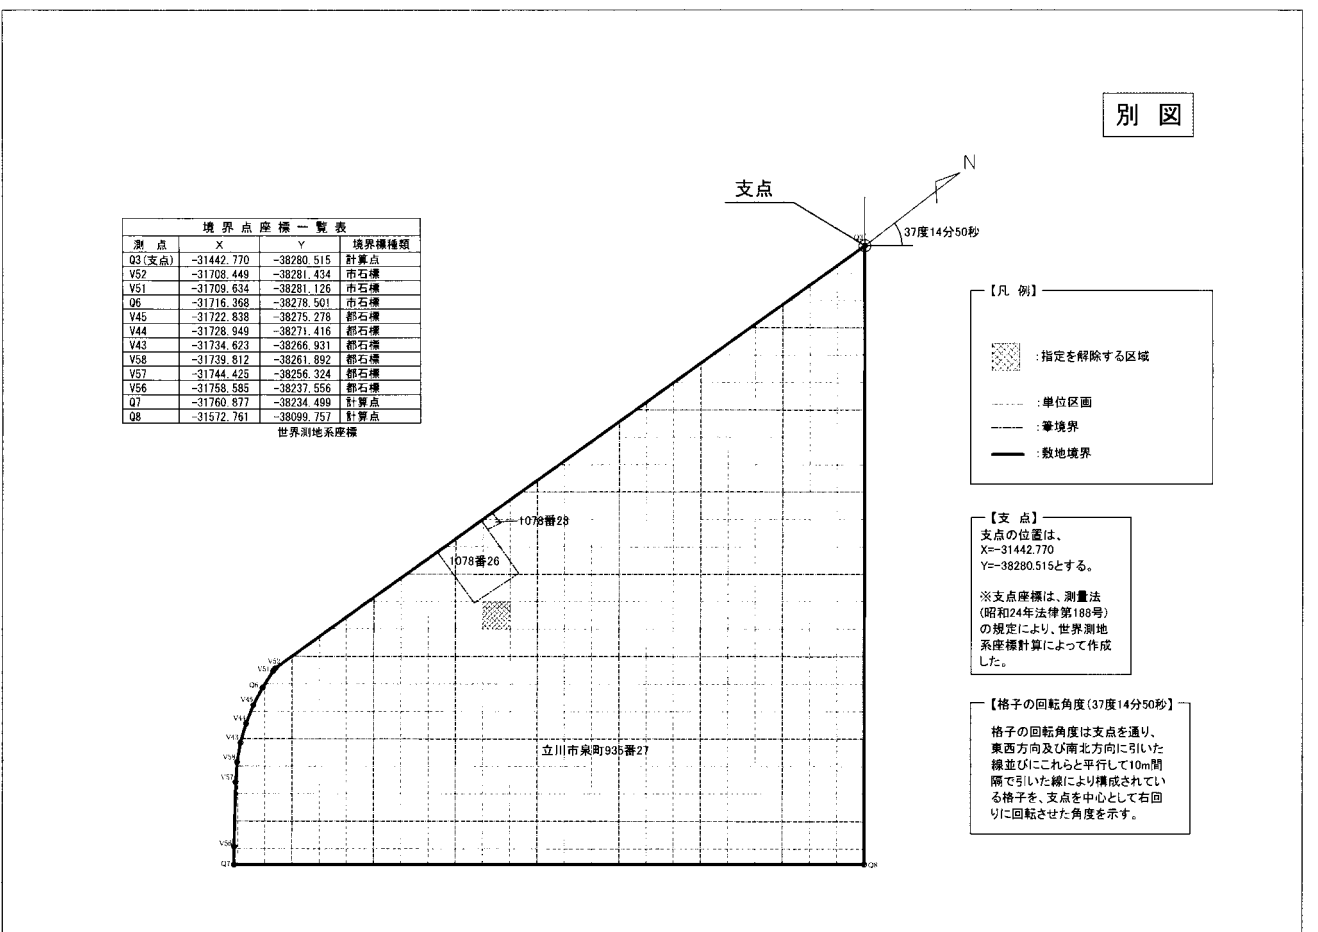 別 図
N
支点
Q3
37度14分50秒
境 界 点 座 標 一 覧 表
測 点 X Y 境界標種類
Q3(支点) -31442.770 -38280.515 計算点
V52 -31708.449 -38281.434 市石標
V51 -31709.634 -38281.126 市石標
Q6 -31716.368 -38278.501 市石標
V45 -31722.838 -38275.278 都石標
V44 -31728.949 -38271.416 都石標
V43 -31734.623 -38266.931 都石標
V58 -31739.812 -38261.892 都石標
V57 -31744.425 -38256.324 都石標
V56 -31758.585 -38237.556 都石標
Q7 -31760.877 -38234.499 計算点
Q8 -31572.761 -38099.757 計算点
世界測地系座標
【凡 例】
:指定を解除する区域
:単位区画
:筆境界
:敷地境界
1078番28
1078番26
【支 点】
支点の位置は、
X=-31442.770
Y=-38280.515とする。
※支点座標は、測量法
(昭和24年法律第188号)
の規定により、世界測地
系座標計算によって作成
した。
V52
V51
Q6
V45
V44
V43
V58
V57
V56
Q7
Q8
立川市泉町935番27
【格子の回転角度(37度14分50秒】
格子の回転角度は支点を通り、
東西方向及び南北方向に引いた
線並びにこれらと平行して10m間
隔で引いた線により構成されてい
る格子を、支点を中心として右回
りに回転させた角度を示す。